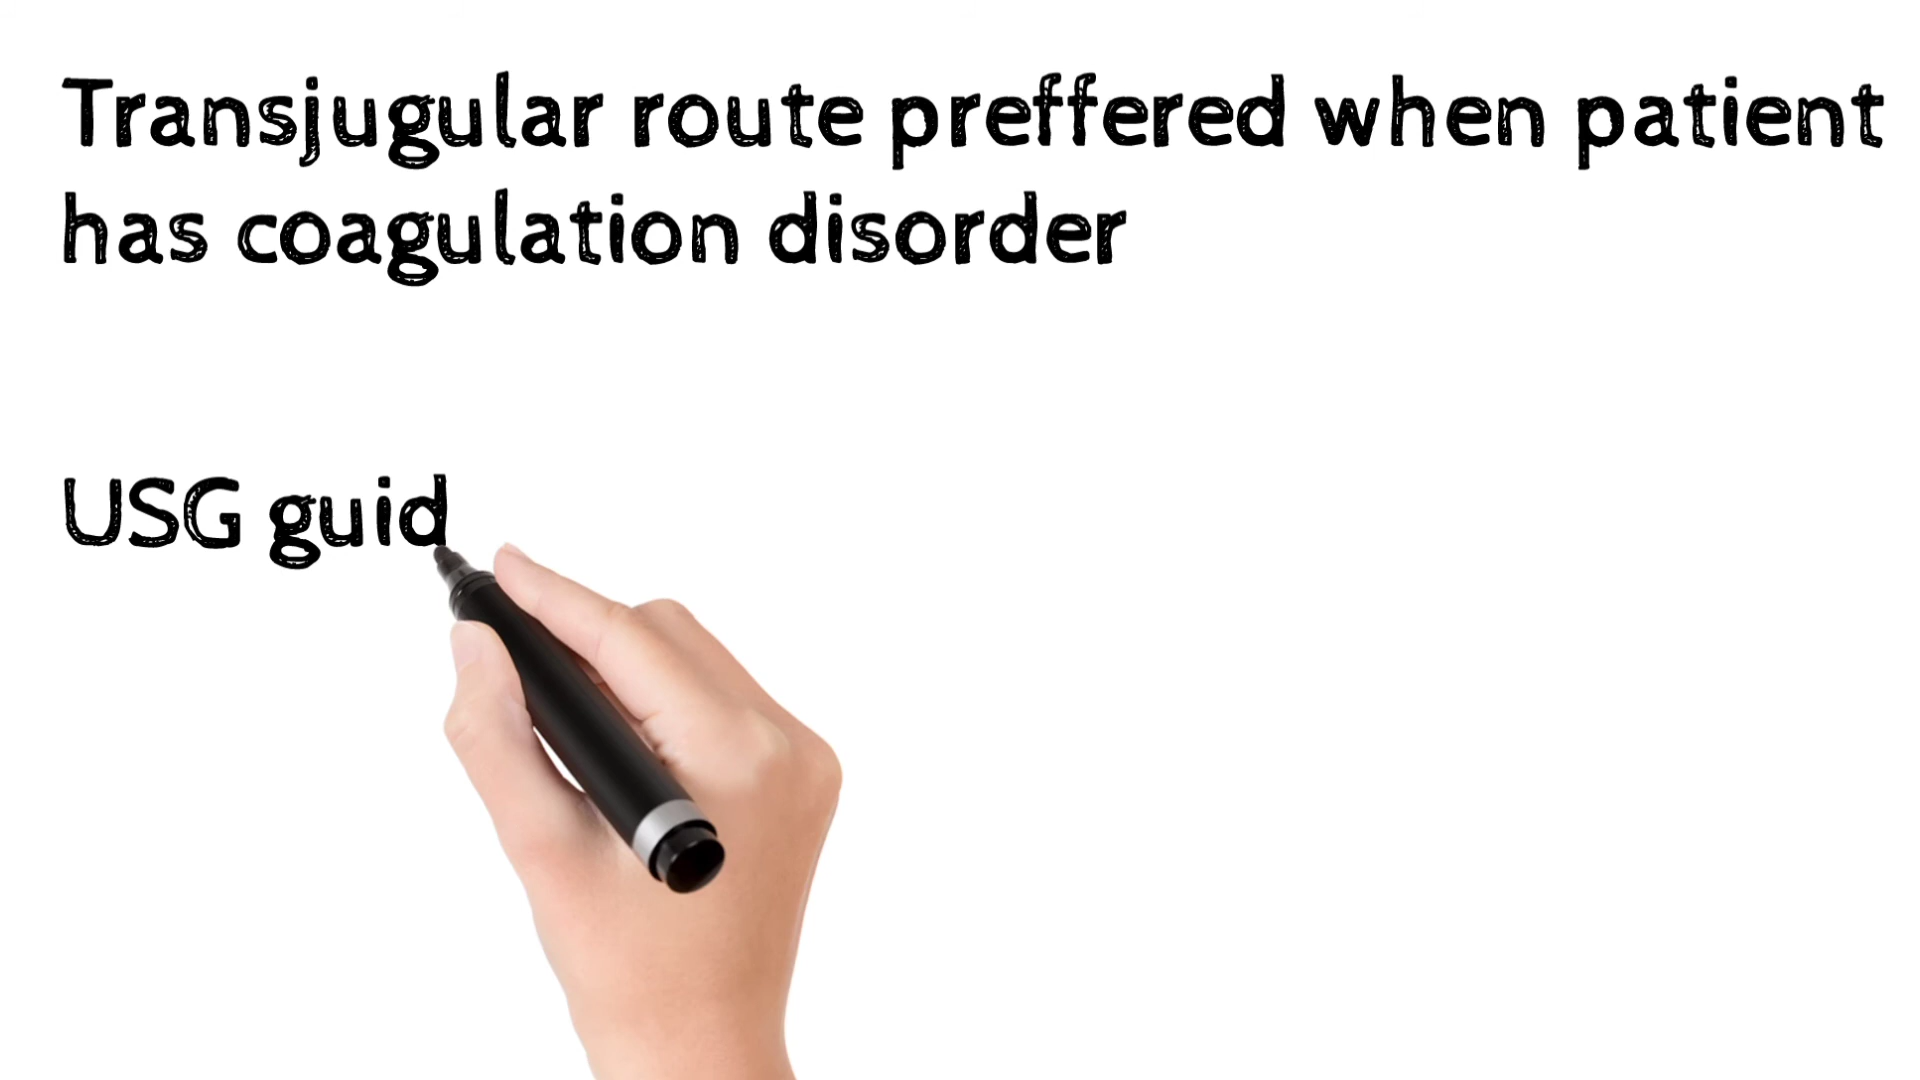 Transjugular route preffered when patient
has coagulation disorder
USG guid